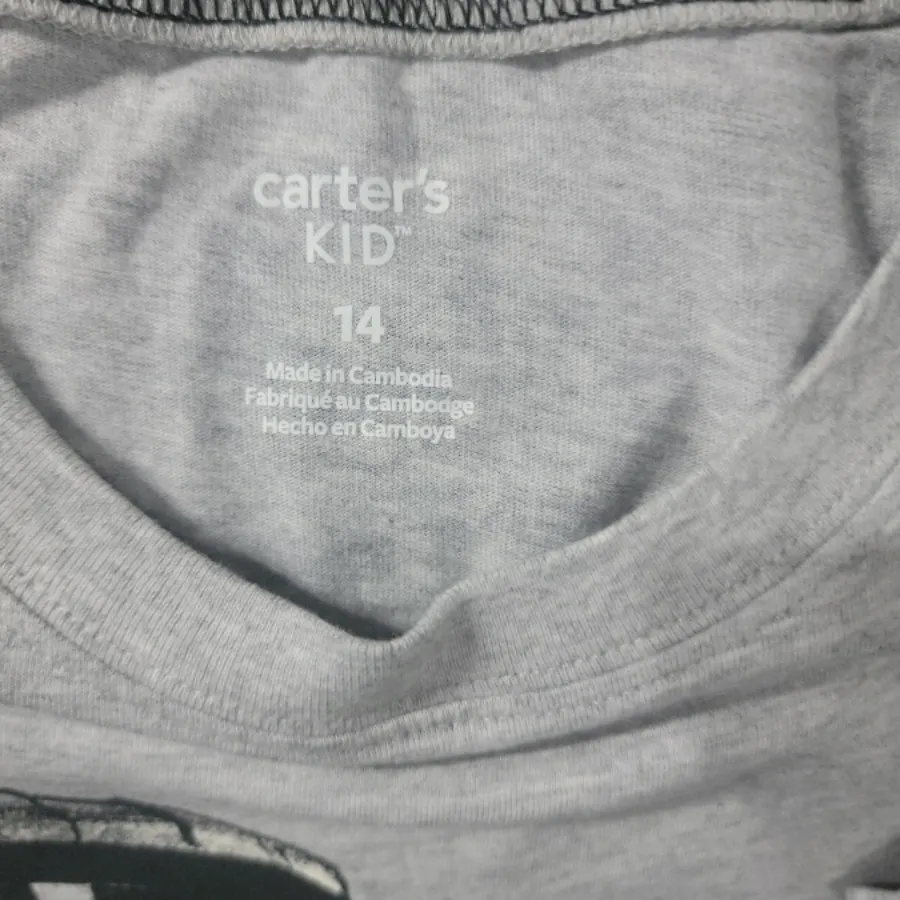 carter's
KID™
14
Made in Cambodia
Fabriqué au Cambodge
Hecho en Camboya